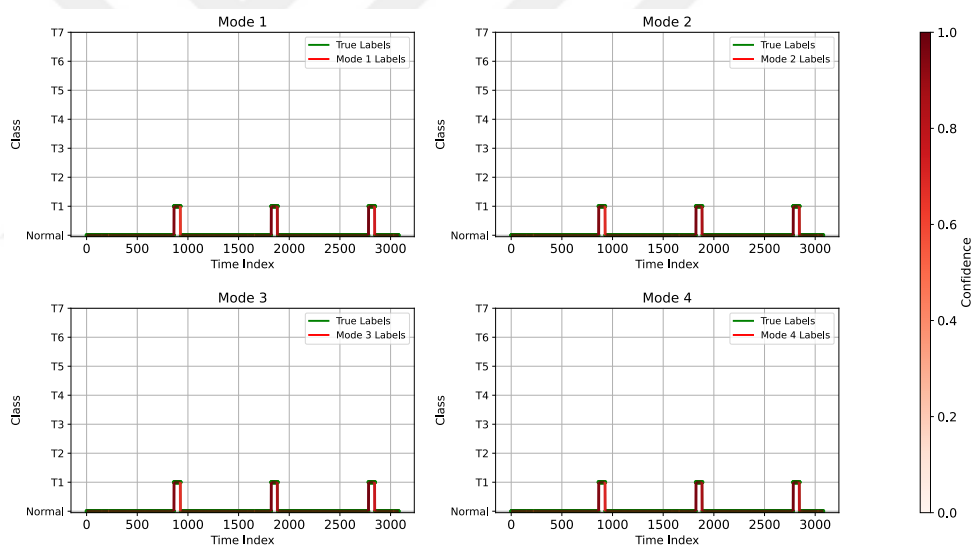 Mode 1
T7
T6
T5
T4
T3
T2
T1
Normal
Class
True Labels
Mode 1 Labels
0 500 1000 1500 2000 2500 3000
Time Index
Mode 2
T7
T6
T5
T4
T3
T2
T1
Normal
Class
True Labels
Mode 2 Labels
0 500 1000 1500 2000 2500 3000
Time Index
Mode 3
T7
T6
T5
T4
T3
T2
T1
Normal
Class
True Labels
Mode 3 Labels
0 500 1000 1500 2000 2500 3000
Time Index
Mode 4
T7
T6
T5
T4
T3
T2
T1
Normal
Class
True Labels
Mode 4 Labels
0 500 1000 1500 2000 2500 3000
Time Index
1.0
0.8
0.6
0.4
0.2
0.0
Confidence